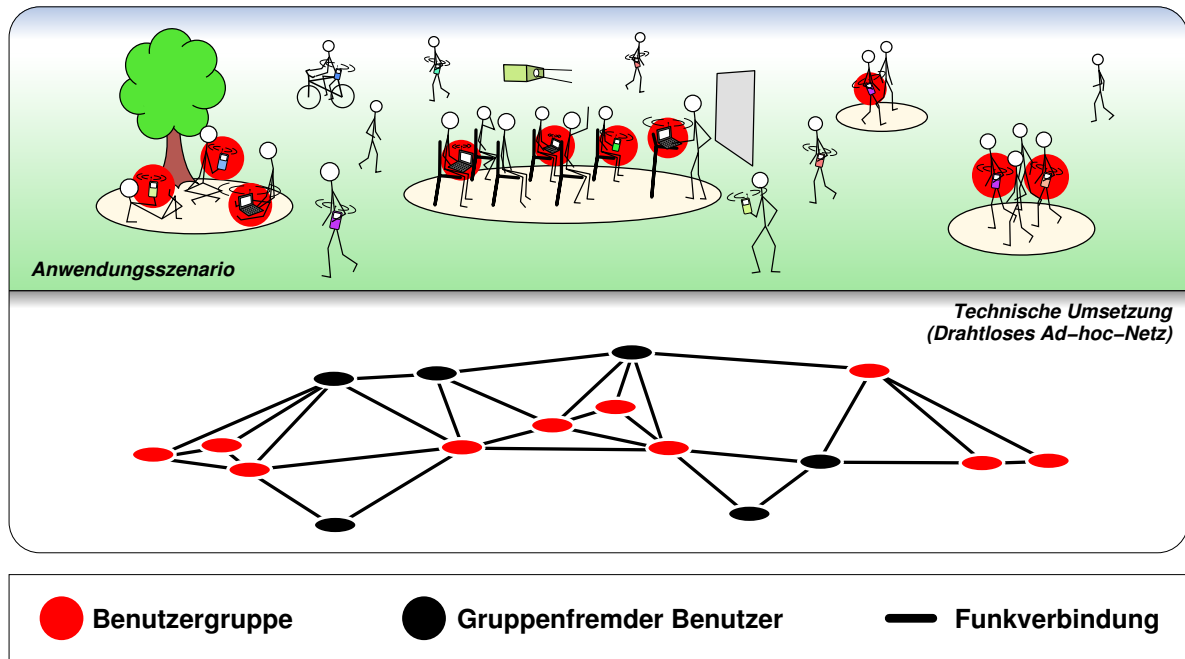 Anwendungsszenario
Technische Umsetzung
(Drahtloses Ad−hoc−Netz)
Benutzergruppe
Gruppenfremder Benutzer
Funkverbindung